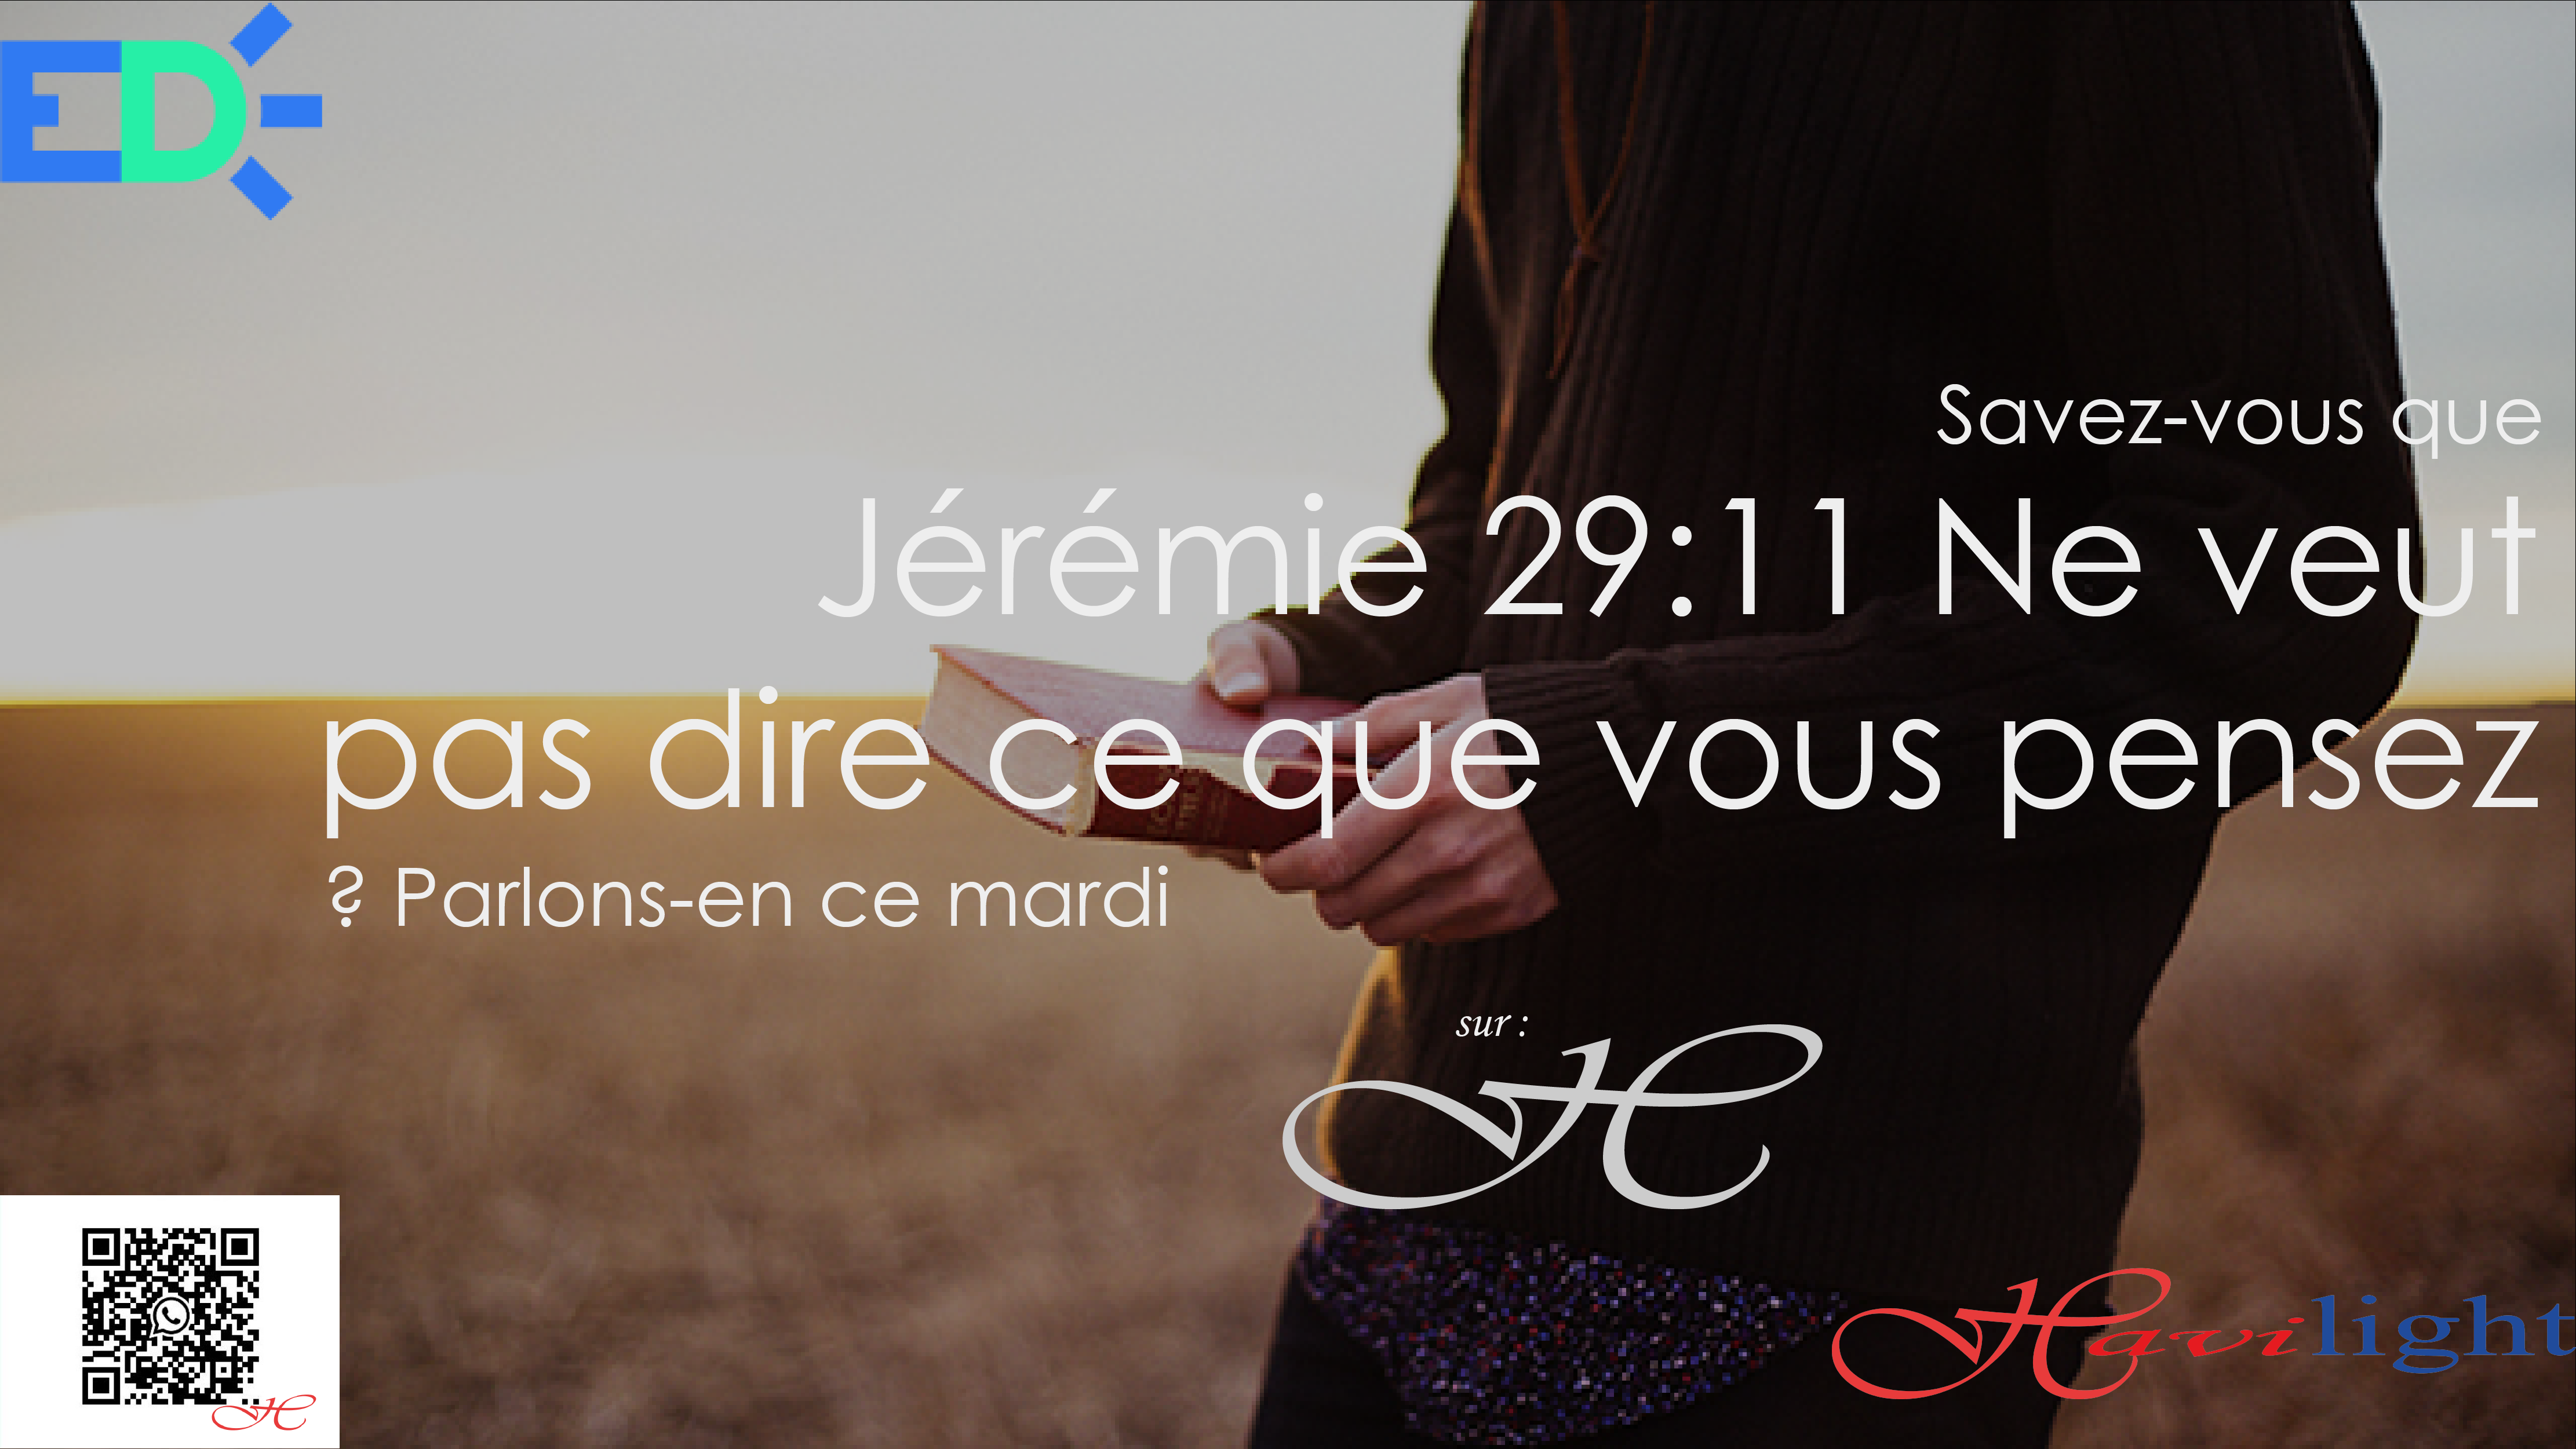 ED
Savez-vous que
Jérémie 29:11 Ne veut
pas dire ce que vous pensez
? Parlons-en ce mardi
sur :
H
Havilight
H